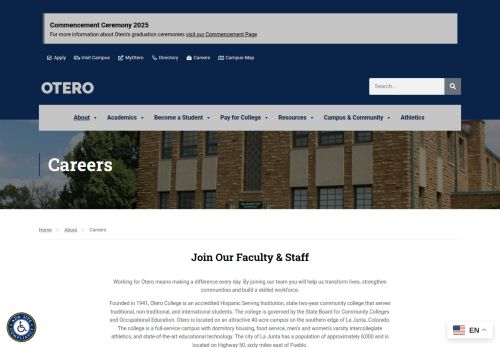 Commencement Ceremony 2025
For more information about Otero's graduation ceremonies visit our Commencement Page
Apply Visit Campus MyOtero Directory Careers Campus Map
OTERO
Search...
About Academics Become a Student Pay for College Resources Campus & Community Athletics
Careers
Home About Careers
Join Our Faculty & Staff
Working for Otero means making a difference every day. By joining our team you will help us transform lives, strengthen
communities and build a skilled workforce.
Founded in 1941, Otero College is an accredited Hispanic Serving Institution, state two-year community college that serves
traditional, non-traditional, and international students. The college is governed by the State Board for Community Colleges
and Occupational Education. Otero is located on an attractive 40-acre campus on the southern edge of La Junta, Colorado.
The college is a full-service campus with dormitory housing, food service, men's and women's varsity intercollegiate
athletics, and state-of-the-art educational technology. The city of La Junta has a population of approximately 8,000 and is
located on Highway 50, sixty miles east of Pueblo.
EN